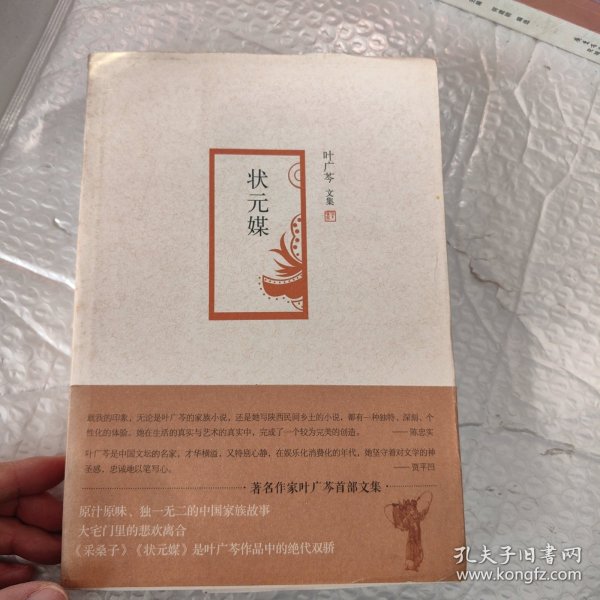 叶广芩 文集
状元媒
就我的印象，无论是叶广芩的家族小说，还是她写陕西民间乡土的小说，都有一种独特、深刻、个
性化的体验。她在生活的真实与艺术的真实中，完成了一个较为完美的创造。 ——陈忠实
叶广芩是中国文坛的名家，才华横溢，又特底心静，在娱乐化消费化的年代，她坚守着对文学的神
圣感，忠诚地以笔写心。 ——贾平凹
著名作家叶广芩首部文集
原汁原味、独一无二的中国家族故事
大宅门里的悲欢离合
《采桑子》《状元媒》是叶广芩作品中的绝代双骄
孔夫子旧书网
www.kongfz.com